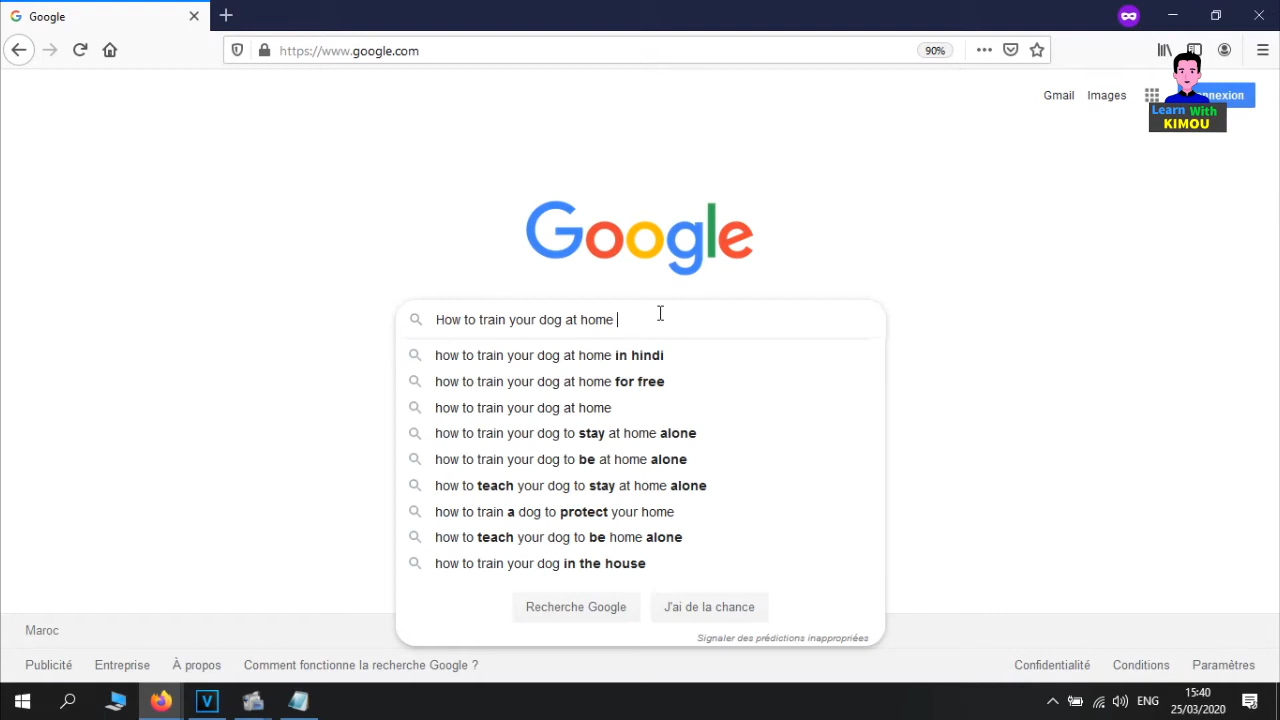 Google
https://www.google.com
90%
Gmail
Images
nnexion
Learn With
KIMOU
Google
How to train your dog at home
how to train your dog at home in hindi
how to train your dog at home for free
how to train your dog at home
how to train your dog to stay at home alone
how to train your dog to be at home alone
how to teach your dog to stay at home alone
how to train a dog to protect your home
how to teach your dog to be home alone
how to train your dog in the house
Recherche Google
J'ai de la chance
Signaler des prédictions inappropriées
Maroc
Publicité
Entreprise
À propos
Comment fonctionne la recherche Google ?
Confidentialité
Conditions
Paramètres
V
ENG
15:40
25/03/2020